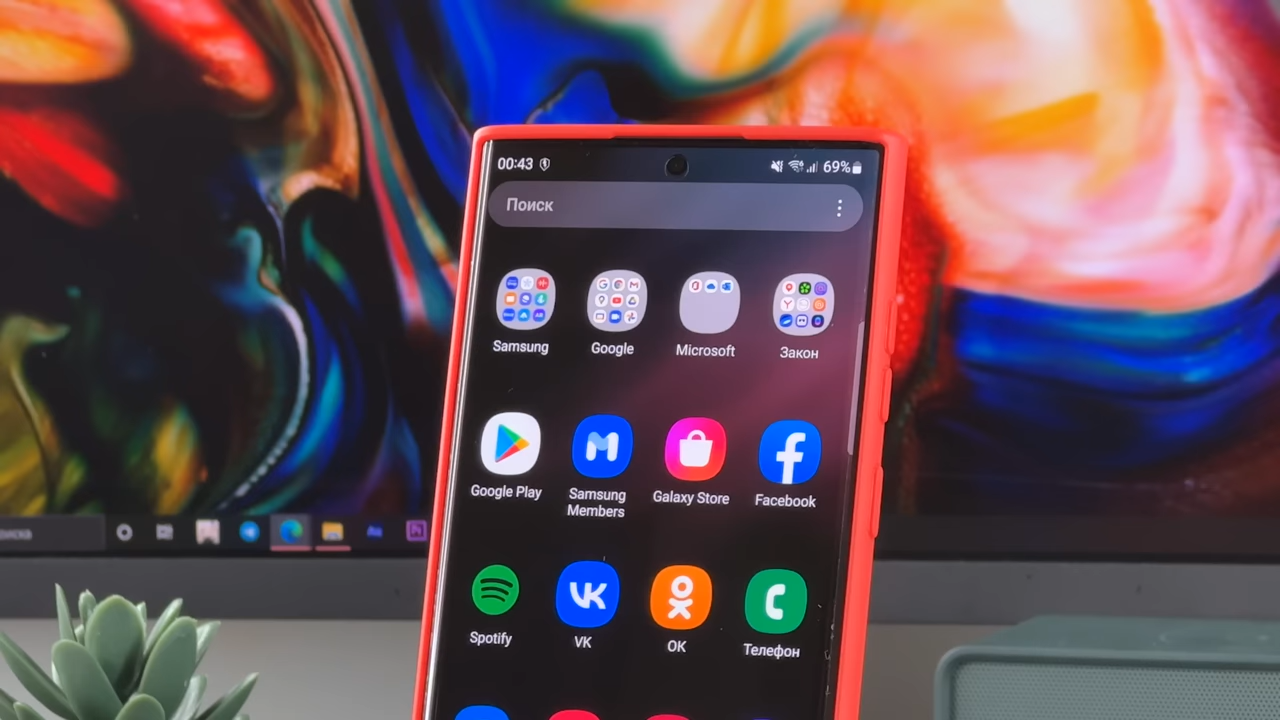 00:43
69%
Поиск
Samsung
Google
Microsoft
Закон
Google Play
Samsung
Members
Galaxy Store
Facebook
Spotify
VK
OK
Телефон